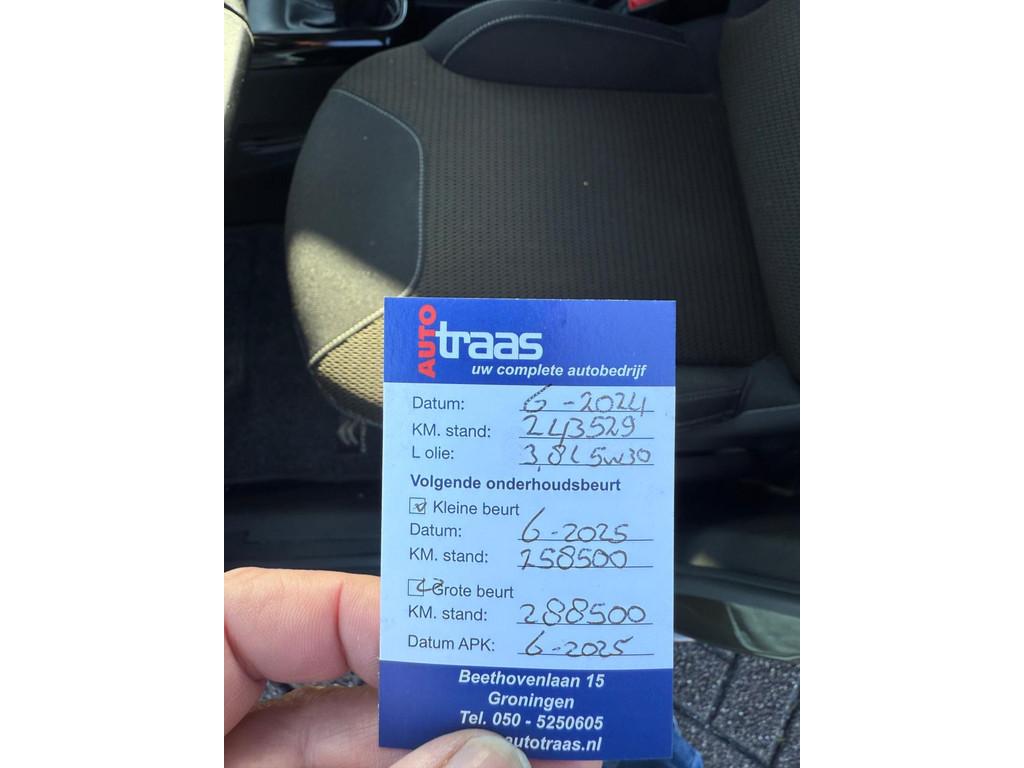 AUTO traas
uw complete autobedrijf
Datum: 6-2024
KM. stand: 243529
L olie: 3,8L 5w30
Volgende onderhoudsbeurt
Kleine beurt
Datum: 6-2025
KM. stand: 258500
Grote beurt
KM. stand: 288500
Datum APK: 6-2025
Beethovenlaan 15
Groningen
Tel. 050 - 5250605
autotraas.nl